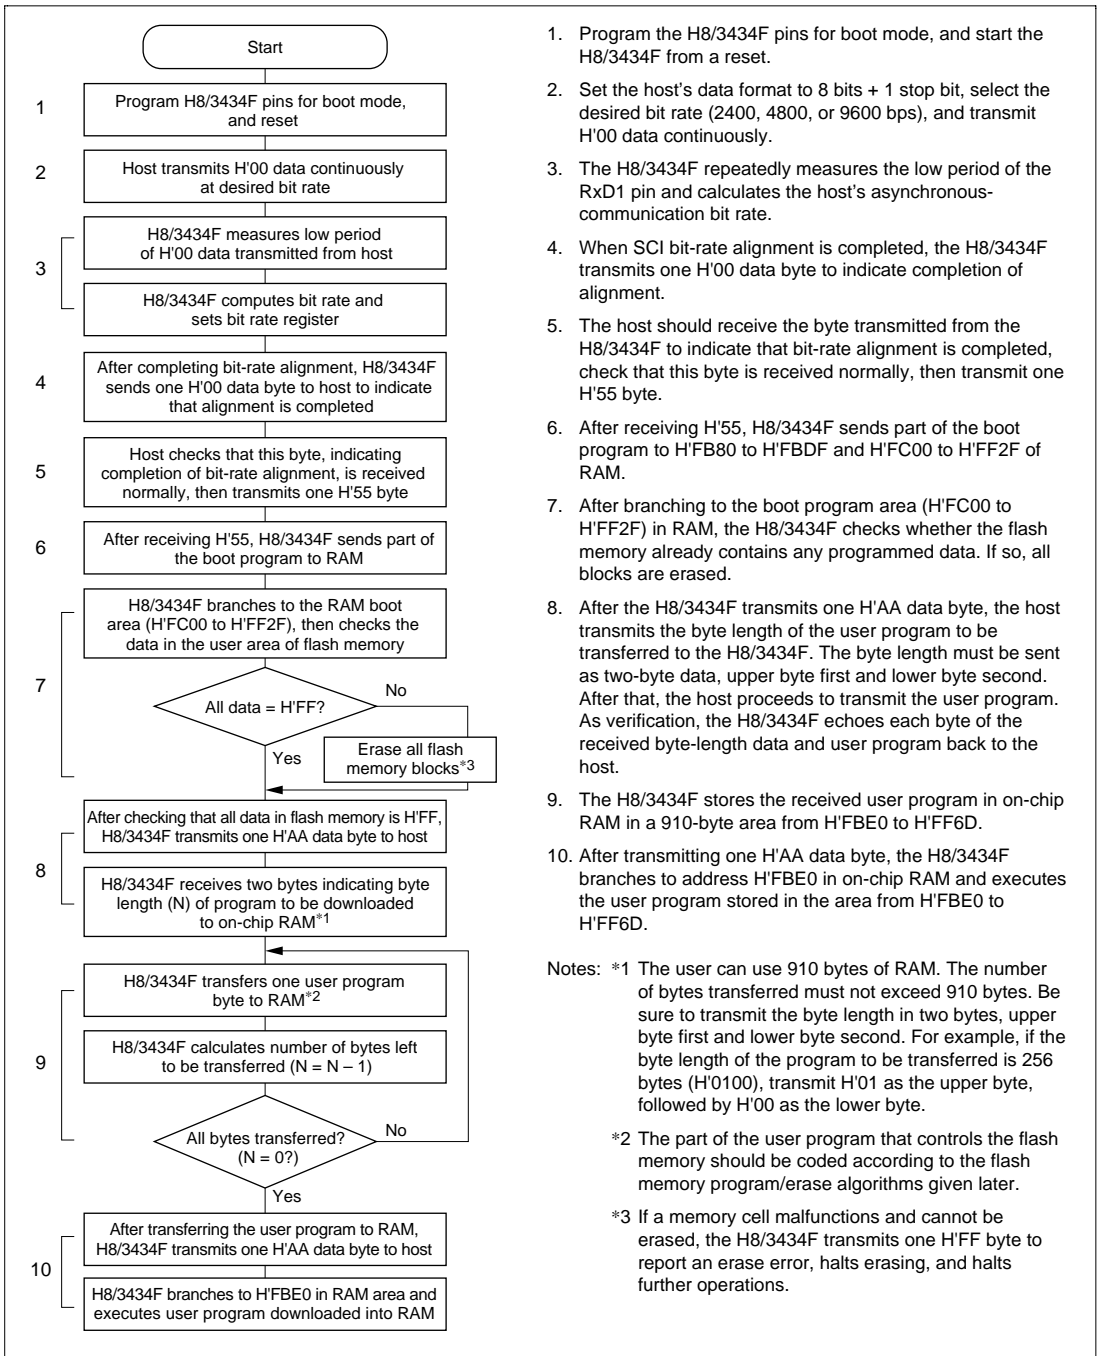 Start
1
Program H8/3434F pins for boot mode,
and reset
2
Host transmits H'00 data continuously
at desired bit rate
3
H8/3434F measures low period
of H'00 data transmitted from host
H8/3434F computes bit rate and
sets bit rate register
4
After completing bit-rate alignment, H8/3434F
sends one H'00 data byte to host to indicate
that alignment is completed
5
Host checks that this byte, indicating
completion of bit-rate alignment, is received
normally, then transmits one H'55 byte
6
After receiving H'55, H8/3434F sends part of
the boot program to RAM
7
H8/3434F branches to the RAM boot
area (H'FC00 to H'FF2F), then checks the
data in the user area of flash memory
All data = H'FF?
No
Yes
Erase all flash
memory blocks*3
8
After checking that all data in flash memory is H'FF,
H8/3434F transmits one H'AA data byte to host
H8/3434F receives two bytes indicating byte
length (N) of program to be downloaded
to on-chip RAM*1
9
H8/3434F transfers one user program
byte to RAM*2
H8/3434F calculates number of bytes left
to be transferred (N = N – 1)
All bytes transferred?
(N = 0?)
No
Yes
10
After transferring the user program to RAM,
H8/3434F transmits one H'AA data byte to host
H8/3434F branches to H'FBE0 in RAM area and
executes user program downloaded into RAM
1. Program the H8/3434F pins for boot mode, and start the
H8/3434F from a reset.
2. Set the host's data format to 8 bits + 1 stop bit, select the
desired bit rate (2400, 4800, or 9600 bps), and transmit
H'00 data continuously.
3. The H8/3434F repeatedly measures the low period of the
RxD1 pin and calculates the host's asynchronous-
communication bit rate.
4. When SCI bit-rate alignment is completed, the H8/3434F
transmits one H'00 data byte to indicate completion of
alignment.
5. The host should receive the byte transmitted from the
H8/3434F to indicate that bit-rate alignment is completed,
check that this byte is received normally, then transmit one
H'55 byte.
6. After receiving H'55, H8/3434F sends part of the boot
program to H'FB80 to H'FBDF and H'FC00 to H'FF2F of
RAM.
7. After branching to the boot program area (H'FC00 to
H'FF2F) in RAM, the H8/3434F checks whether the flash
memory already contains any programmed data. If so, all
blocks are erased.
8. After the H8/3434F transmits one H'AA data byte, the host
transmits the byte length of the user program to be
transferred to the H8/3434F. The byte length must be sent
as two-byte data, upper byte first and lower byte second.
After that, the host proceeds to transmit the user program.
As verification, the H8/3434F echoes each byte of the
received byte-length data and user program back to the
host.
9. The H8/3434F stores the received user program in on-chip
RAM in a 910-byte area from H'FBE0 to H'FF6D.
10. After transmitting one H'AA data byte, the H8/3434F
branches to address H'FBE0 in on-chip RAM and executes
the user program stored in the area from H'FBE0 to
H'FF6D.
Notes: *1 The user can use 910 bytes of RAM. The number
of bytes transferred must not exceed 910 bytes. Be
sure to transmit the byte length in two bytes, upper
byte first and lower byte second. For example, if the
byte length of the program to be transferred is 256
bytes (H'0100), transmit H'01 as the upper byte,
followed by H'00 as the lower byte.
*2 The part of the user program that controls the flash
memory should be coded according to the flash
memory program/erase algorithms given later.
*3 If a memory cell malfunctions and cannot be
erased, the H8/3434F transmits one H'FF byte to
report an erase error, halts erasing, and halts
further operations.